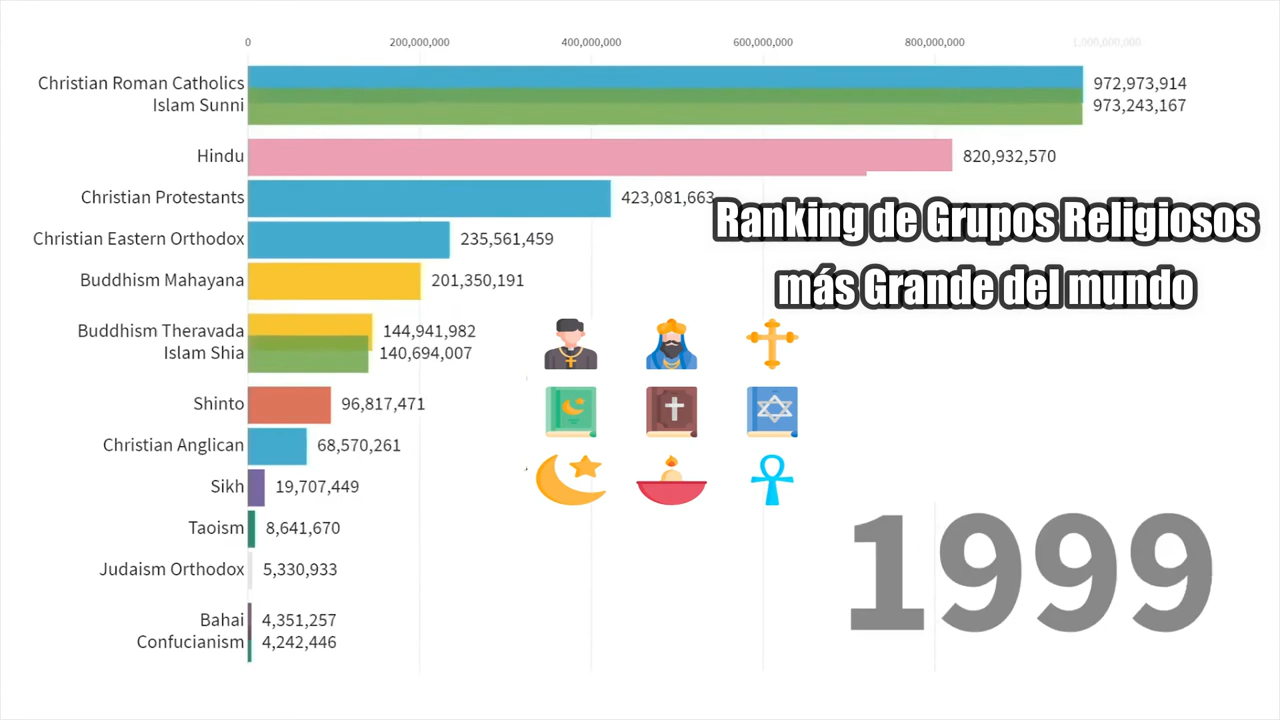 0 200,000,000 400,000,000 600,000,000 800,000,000 1,000,000,000
Christian Roman Catholics 972,973,914
Islam Sunni 973,243,167
Hindu 820,932,570
Christian Protestants 423,081,663
Ranking de Grupos Religiosos
más Grande del mundo
Christian Eastern Orthodox 235,561,459
Buddhism Mahayana 201,350,191
Buddhism Theravada 144,941,982
Islam Shia 140,694,007
Shinto 96,817,471
Christian Anglican 68,570,261
Sikh 19,707,449
Taoism 8,641,670
Judaism Orthodox 5,330,933
Bahai 4,351,257
Confucianism 4,242,446
1999